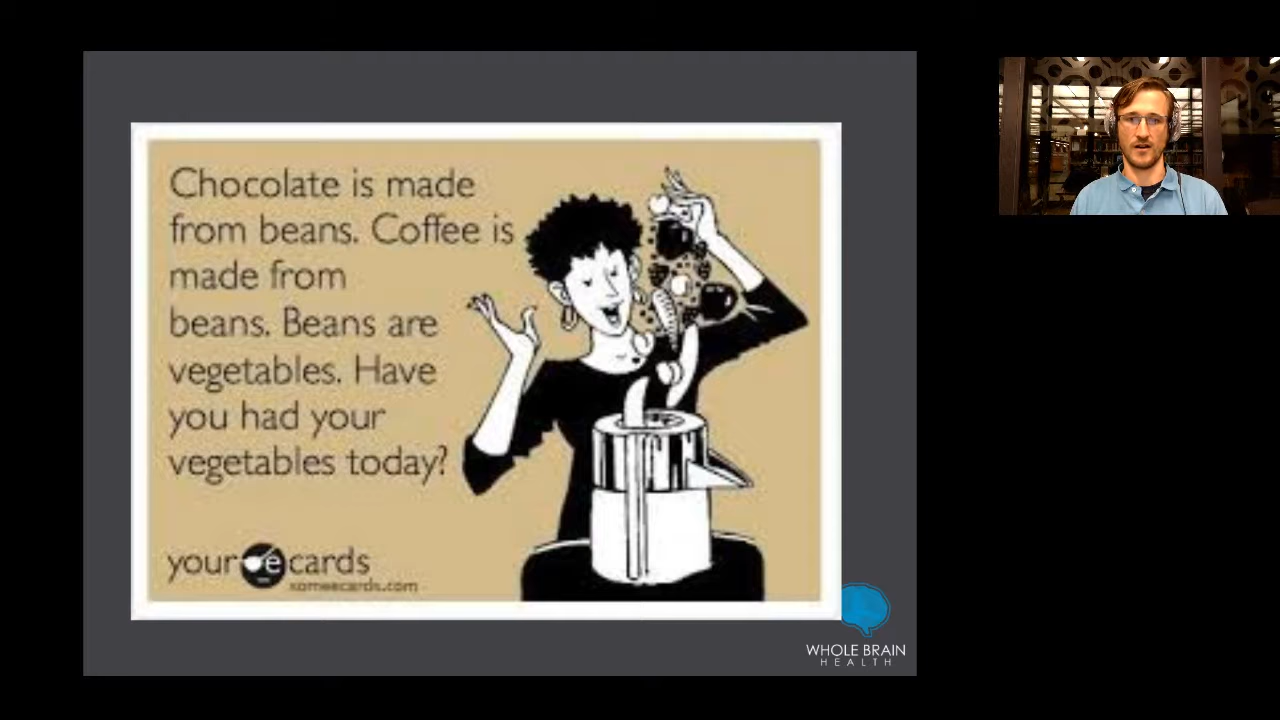 Chocolate is made
from beans. Coffee is
made from
beans. Beans are
vegetables. Have
you had your
vegetables today?
your e cards
someecards.com
WHOLE BRAIN
HEALTH